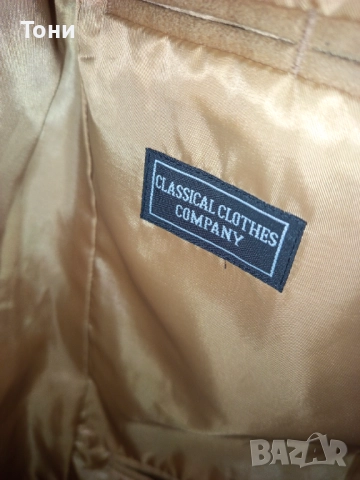 Тони
CLASSICAL CLOTHES
COMPANY
BAZAR